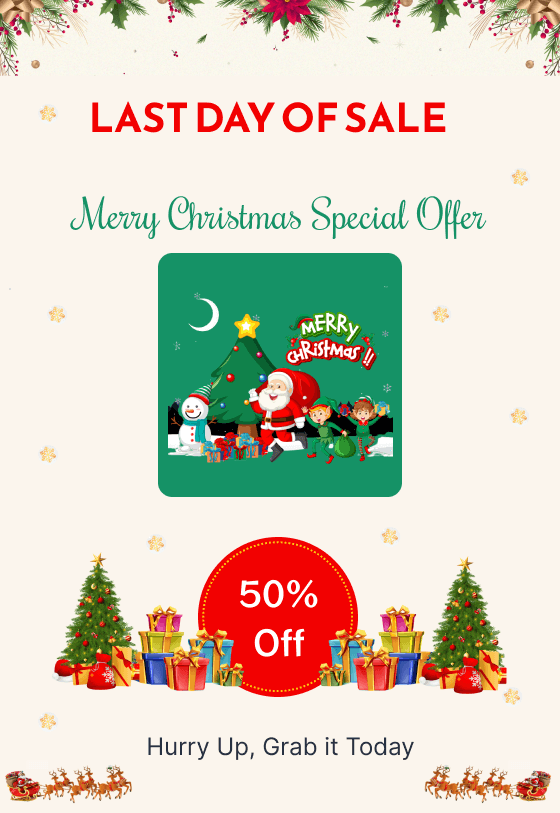 LAST DAY OF SALE
Merry Christmas Special Offer
MERRY
CHRiSTmAS !!
50%
Off
Hurry Up, Grab it Today